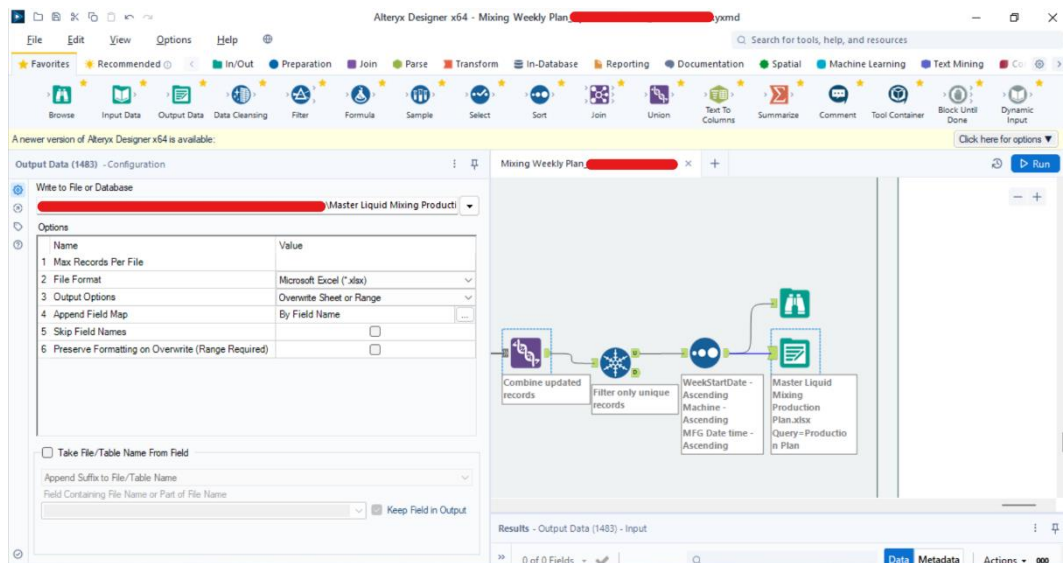 Alteryx Designer x64 - Mixing Weekly Plan_ yxmd
File Edit View Options Help
Search for tools, help, and resources
Favorites Recommended In/Out Preparation Join Parse Transform In-Database Reporting Documentation Spatial Machine Learning Text Mining
Browse Input Data Output Data Data Cleansing Filter Formula Sample Select Sort Join Union Text To Columns Summarize Comment Tool Container Block Until Done Dynamic Input
A newer version of Alteryx Designer x64 is available:
Click here for options
Output Data (1483) - Configuration
Write to File or Database
\Master Liquid Mixing Producti
Options
Name Value
1 Max Records Per File
2 File Format Microsoft Excel (*.xlsx)
3 Output Options Overwrite Sheet or Range
4 Append Field Map By Field Name ...
5 Skip Field Names
6 Preserve Formatting on Overwrite (Range Required)
Take File/Table Name From Field
Append Suffix to File/Table Name
Field Containing File Name or Part of File Name
Keep Field in Output
Mixing Weekly Plan_
Run
Combine updated
records
Filter only unique
records
WeekStartDate -
Ascending
Machine -
Ascending
MFG Date time -
Ascending
Master Liquid
Mixing
Production
Plan.xlsx
Query=Productio
n Plan
Results - Output Data (1483) - Input
0 of 0 Fields
Data Metadata Actions 000